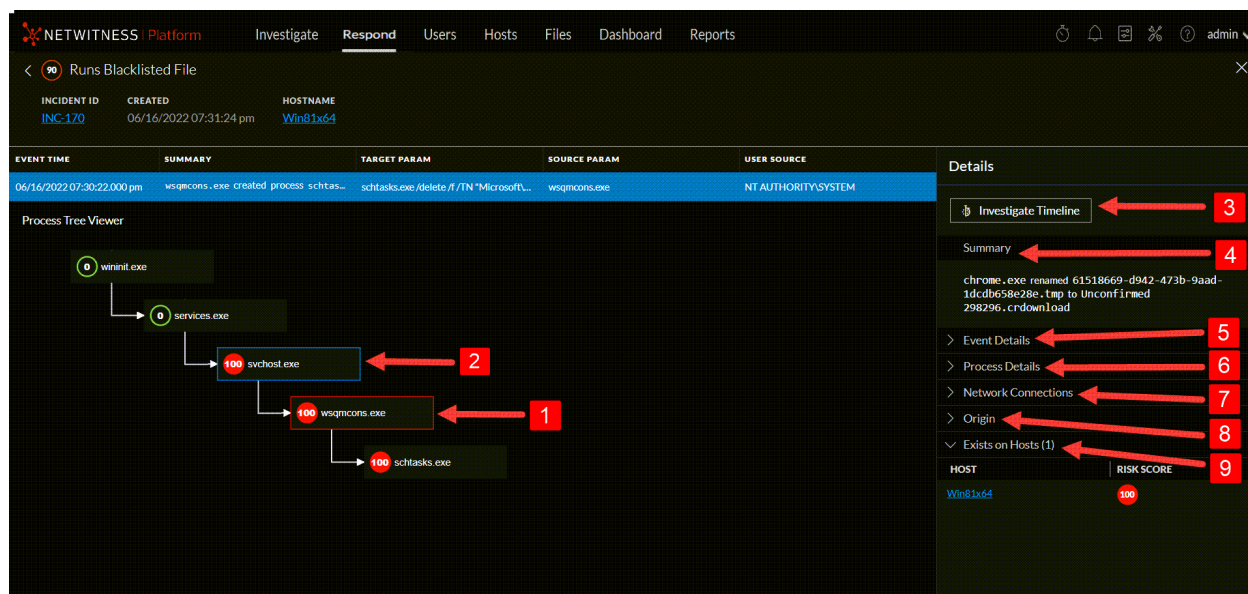 NETWITNESS | Platform Investigate Respond Users Hosts Files Dashboard Reports admin
90 Runs Blacklisted File
INCIDENT ID CREATED HOSTNAME
INC-170 06/16/2022 07:31:24 pm Win81x64
EVENT TIME SUMMARY TARGET PARAM SOURCE PARAM USER SOURCE
06/16/2022 07:30:22.000 pm wsqmcons.exe created process schtas... schtasks.exe /delete /f /TN "Microsoft\... wsqmcons.exe NT AUTHORITY\SYSTEM
Process Tree Viewer
0 wininit.exe
0 services.exe
100 svchost.exe 2
100 wsqmcons.exe 1
100 schtasks.exe
Details
Investigate Timeline 3
Summary 4
chrome.exe renamed 61518669-d942-473b-9aad-
1dcdb658e28e.tmp to Unconfirmed
298296.crdownload
Event Details 5
Process Details 6
Network Connections 7
Origin 8
Exists on Hosts (1) 9
HOST RISK SCORE
Win81x64 100